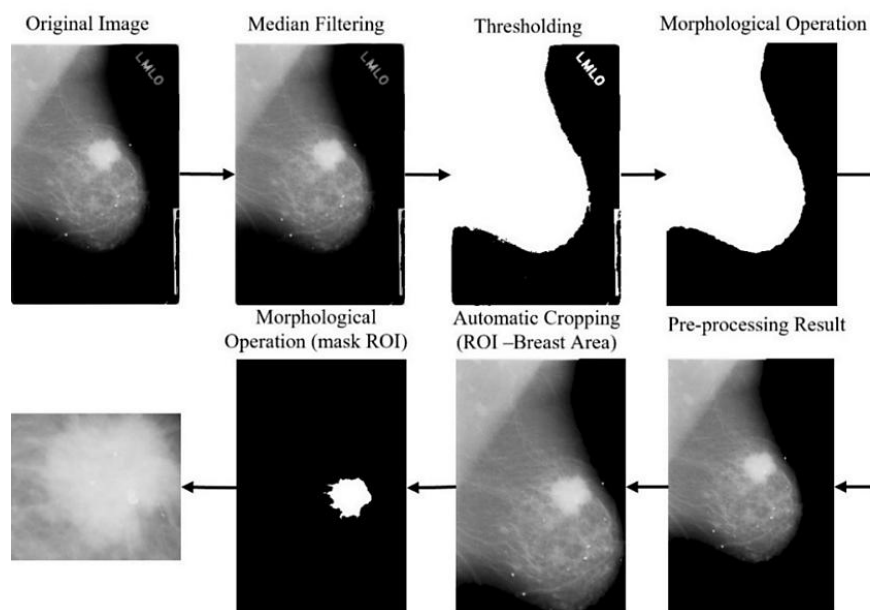 Original Image
Median Filtering
Thresholding
Morphological Operation
LMLO
LMLO
LMLO
Morphological
Operation (mask ROI)
Automatic Cropping
(ROI –Breast Area)
Pre-processing Result